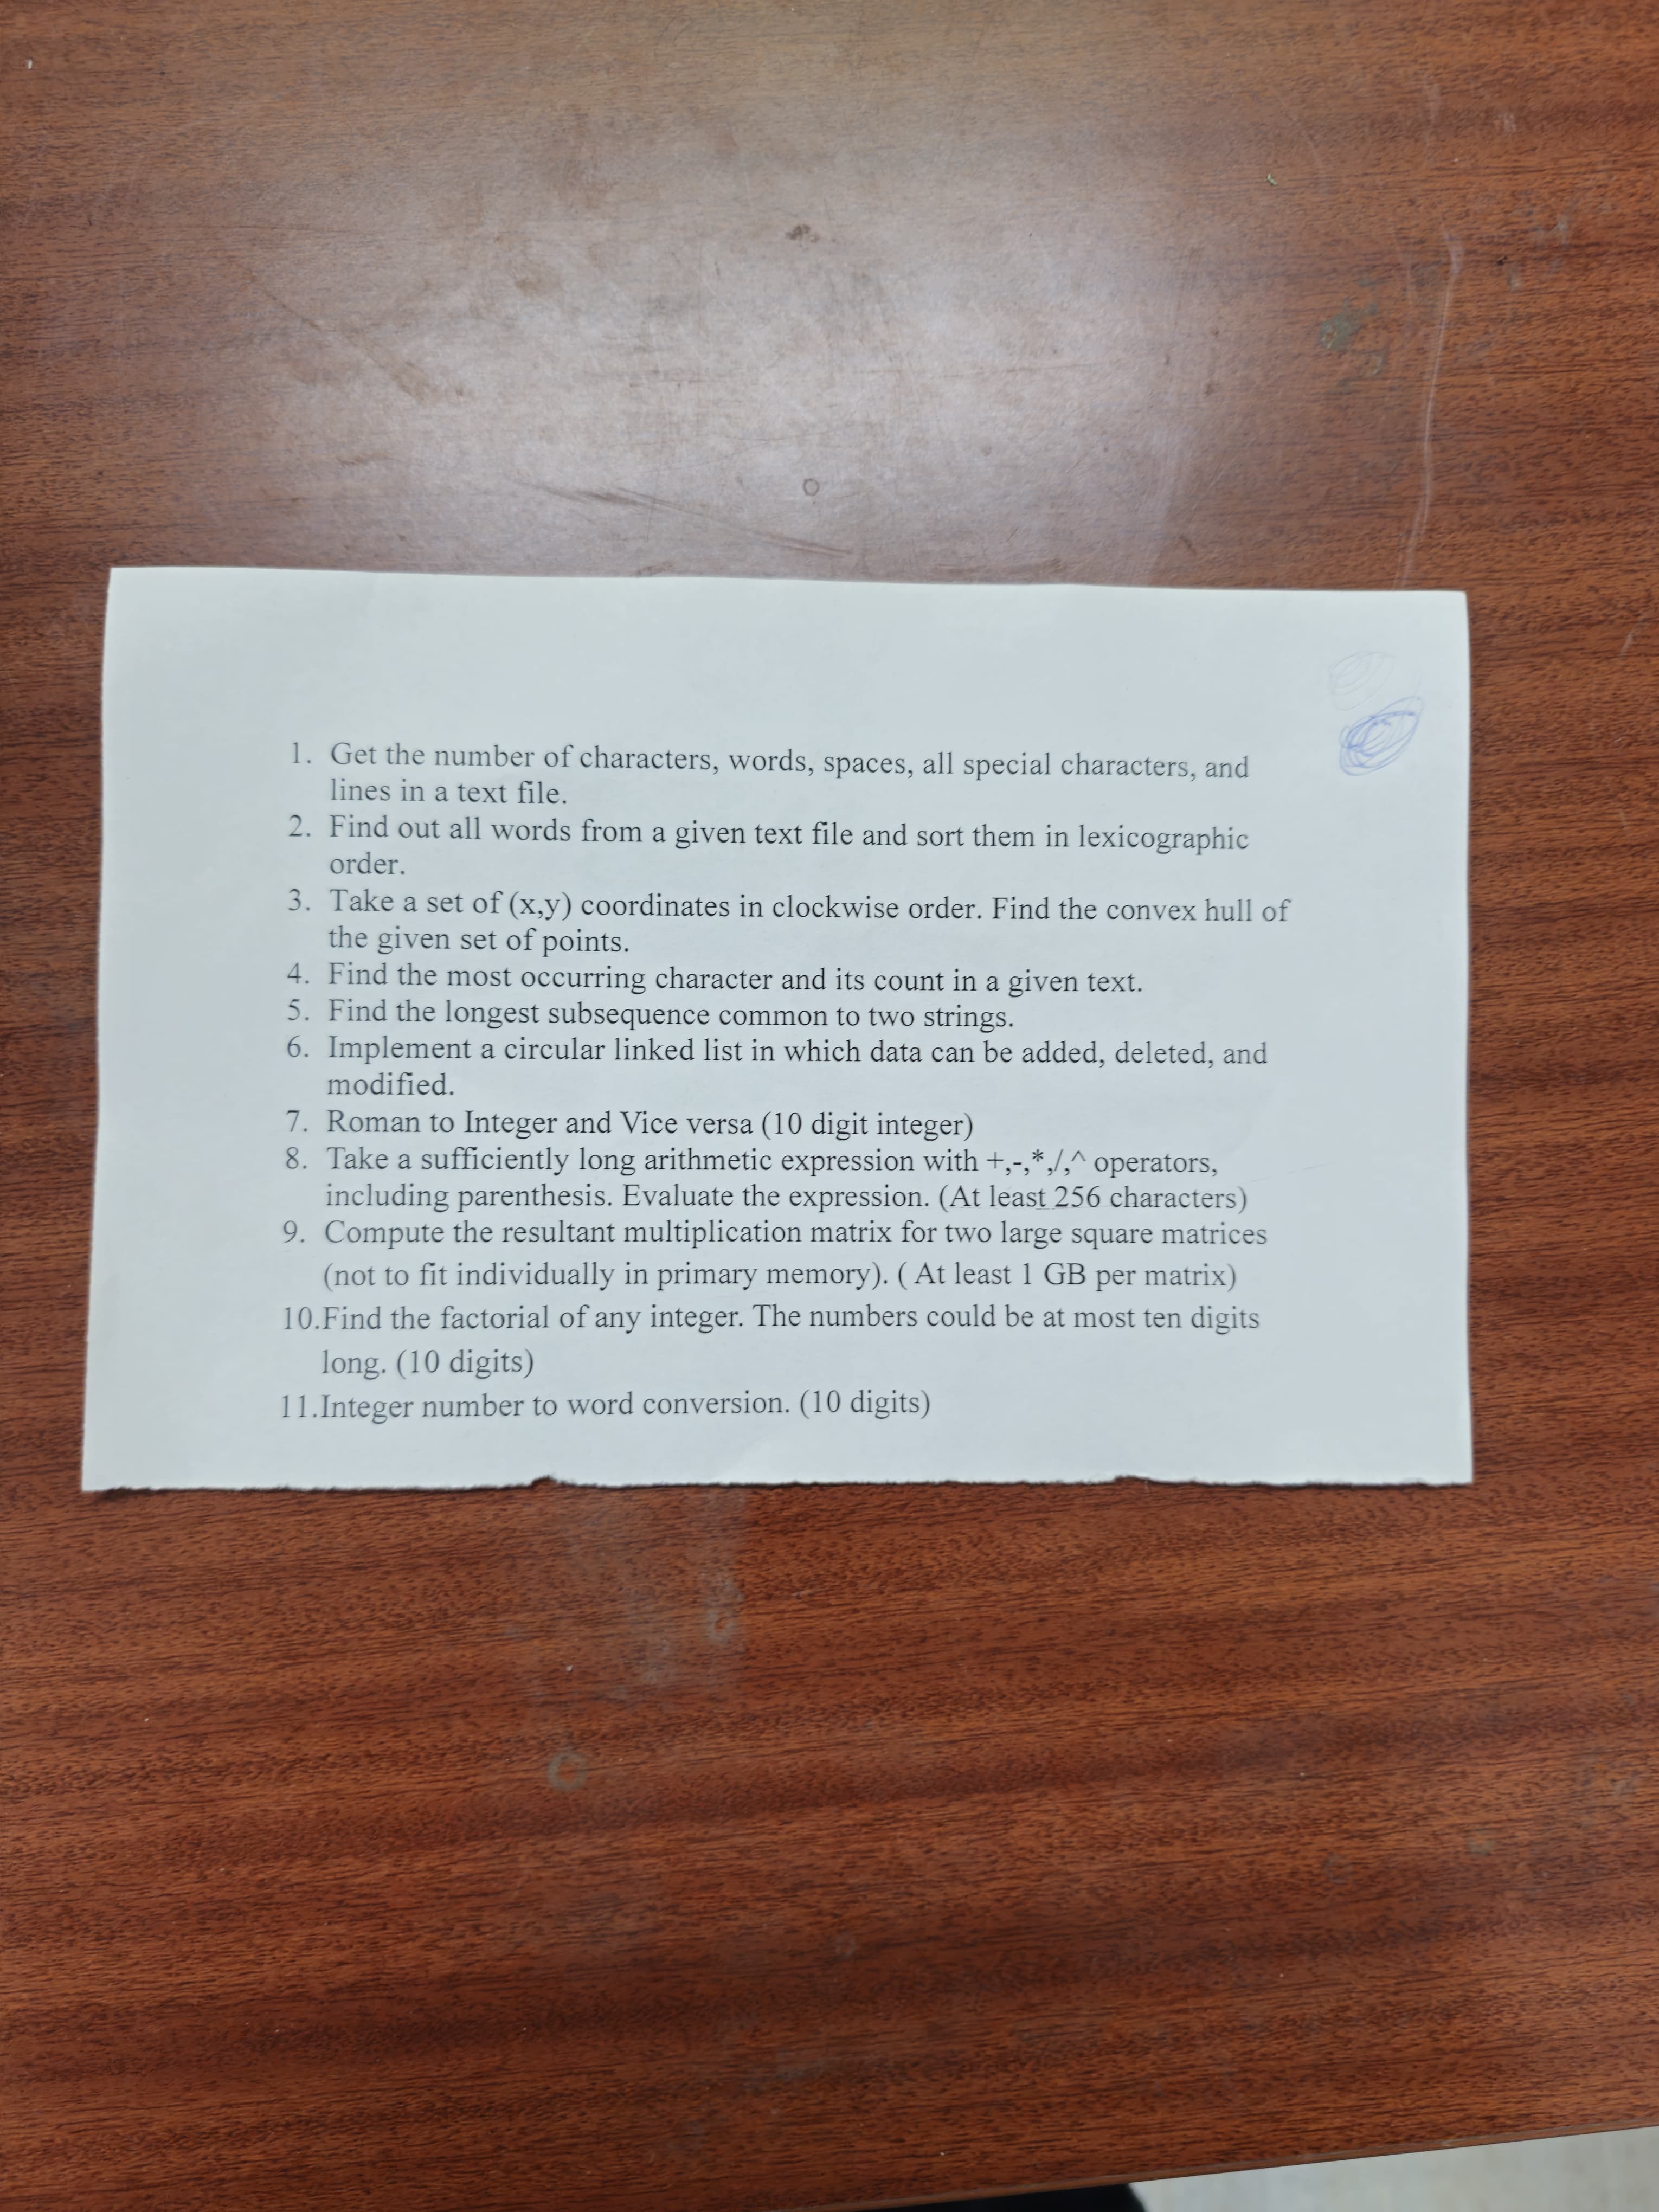 1. Get the number of characters, words, spaces, all special characters, and
lines in a text file.
2. Find out all words from a given text file and sort them in lexicographic
order.
3. Take a set of (x,y) coordinates in clockwise order. Find the convex hull of
the given set of points.
4. Find the most occurring character and its count in a given text.
5. Find the longest subsequence common to two strings.
6. Implement a circular linked list in which data can be added, deleted, and
modified.
7. Roman to Integer and Vice versa (10 digit integer)
8. Take a sufficiently long arithmetic expression with +,-,*,/,^ operators,
including parenthesis. Evaluate the expression. (At least 256 characters)
9. Compute the resultant multiplication matrix for two large square matrices
(not to fit individually in primary memory). ( At least 1 GB per matrix)
10.Find the factorial of any integer. The numbers could be at most ten digits
long. (10 digits)
11.Integer number to word conversion. (10 digits)